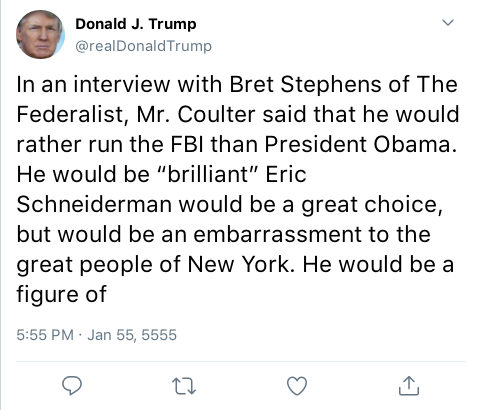 Donald J. Trump
@realDonaldTrump
In an interview with Bret Stephens of The
Federalist, Mr. Coulter said that he would
rather run the FBI than President Obama.
He would be “brilliant” Eric
Schneiderman would be a great choice,
but would be an embarrassment to the
great people of New York. He would be a
figure of
5:55 PM · Jan 55, 5555